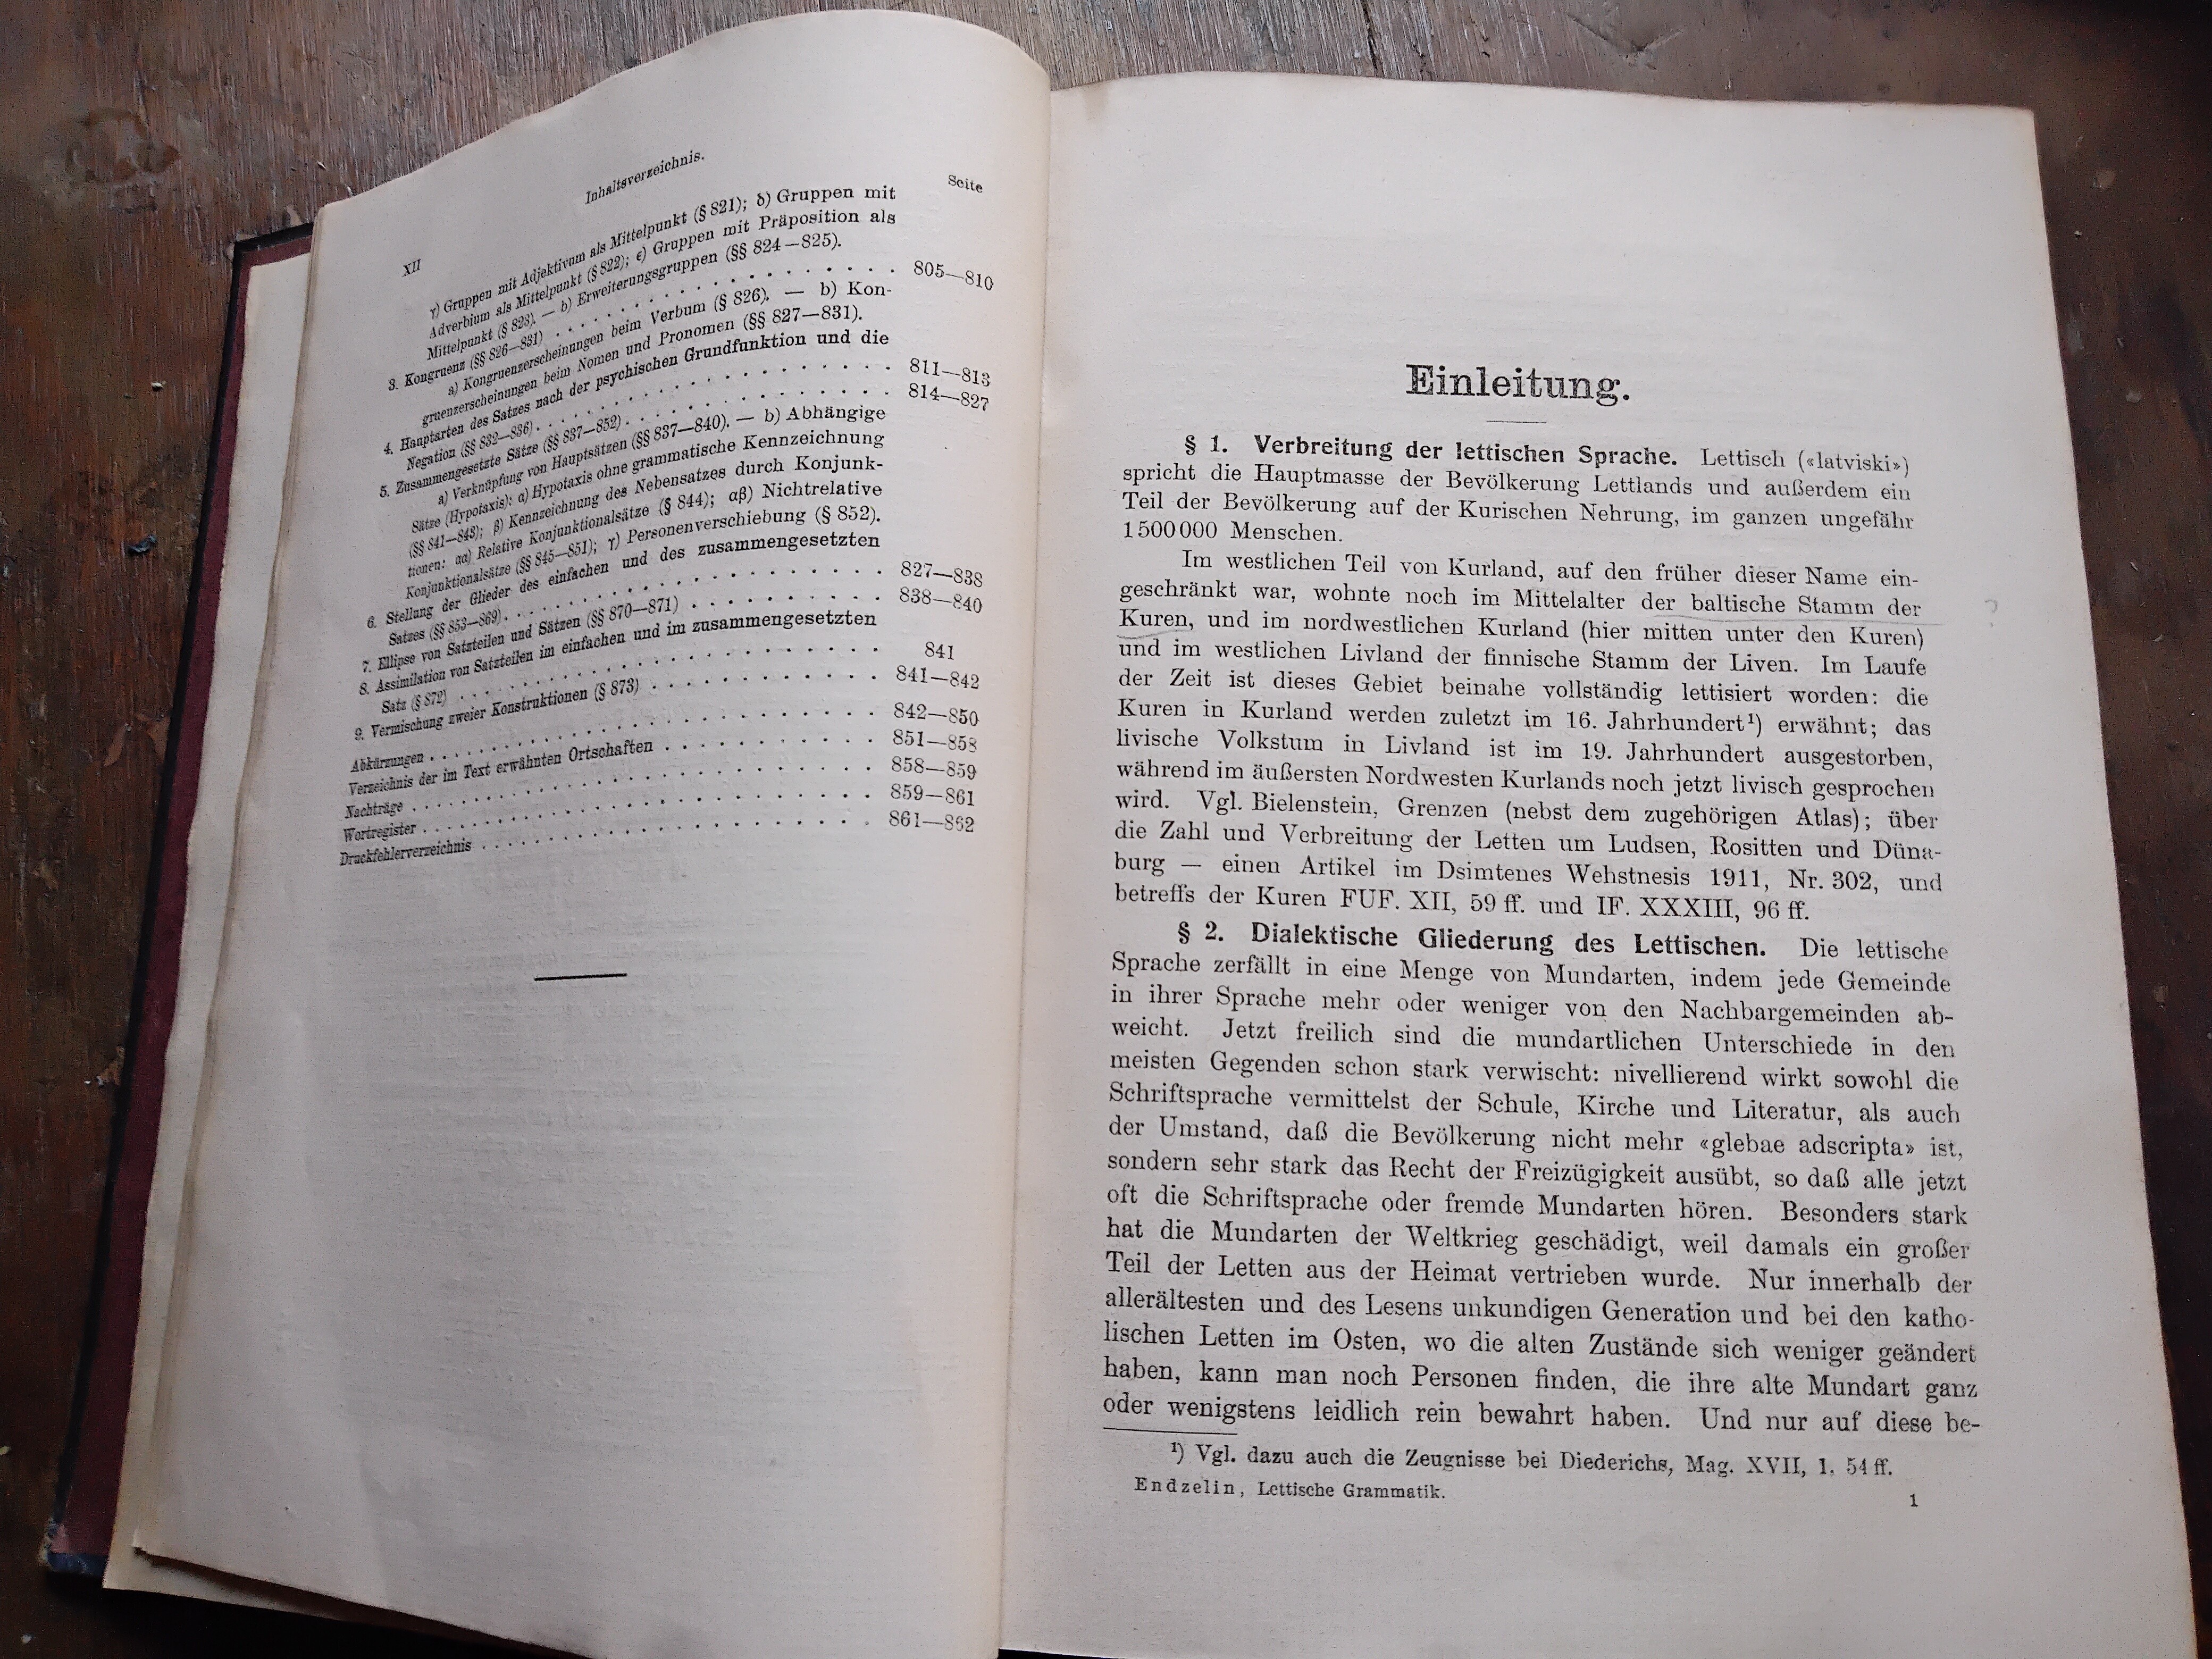 XII
Inhaltsverzeichnis.
Seite
γ) Gruppen mit Adjektivum als Mittelpunkt (§ 821); δ) Gruppen mit
Adverbium als Mittelpunkt (§ 822); ϵ) Gruppen mit Präposition als
Mittelpunkt (§ 823). — b) Erweiterungsgruppen (§§ 824—825).
3. Kongruenz (§§ 826—831) . . . . . . . . . . . . . . . 805—810
a) Kongruenzerscheinungen beim Verbum (§ 826). — b) Kon-
gruenzerscheinungen beim Nomen und Pronomen (§§ 827—831).
4. Hauptarten des Satzes nach der psychischen Grundfunktion und die
Negation (§§ 832—836) . . . . . . . . . . . . . . . 811—813
5. Zusammengesetzte Sätze (§§ 837—852) . . . . . . . . . . . 814—827
a) Verknüpfung von Hauptsätzen (§§ 837—840). — b) Abhängige
Sätze (Hypotaxis): α) Hypotaxis ohne grammatische Kennzeichnung
(§§ 841—843); β) Kennzeichnung des Nebensatzes durch Konjunk-
tionen: αα) Relative Konjunktionalsätze (§ 844); αβ) Nichtrelative
Konjunktionalsätze (§§ 845—851); γ) Personenverschiebung (§ 852).
6. Stellung der Glieder des einfachen und des zusammengesetzten
Satzes (§§ 853—869) . . . . . . . . . . . . . . . 827—838
7. Ellipse von Satzteilen und Sätzen (§§ 870—871) . . . . . . . . . 838—840
8. Assimilation von Satzteilen im einfachen und im zusammengesetzten
Satz (§ 872) . . . . . . . . . . . . . . . . . 841
9. Vermischung zweier Konstruktionen (§ 873) . . . . . . . . . . 841—842
Abkürzungen . . . . . . . . . . . . . . . . . . 842—850
Verzeichnis der im Text erwähnten Ortschaften . . . . . . . . . 851—858
Nachträge . . . . . . . . . . . . . . . . . . . 858—859
Wortregister . . . . . . . . . . . . . . . . . . 859—861
Druckfehlerverzeichnis . . . . . . . . . . . . . . . . 861—862
Einleitung.
§ 1. Verbreitung der lettischen Sprache. Lettisch («latviski»)
spricht die Hauptmasse der Bevölkerung Lettlands und außerdem ein
Teil der Bevölkerung auf der Kurischen Nehrung, im ganzen ungefähr
1500000 Menschen.
Im westlichen Teil von Kurland, auf den früher dieser Name ein-
geschränkt war, wohnte noch im Mittelalter der baltische Stamm der
?
Kuren, und im nordwestlichen Kurland (hier mitten unter den Kuren)
und im westlichen Livland der finnische Stamm der Liven. Im Laufe
der Zeit ist dieses Gebiet beinahe vollständig lettisiert worden: die
Kuren in Kurland werden zuletzt im 16. Jahrhundert¹) erwähnt; das
livische Volkstum in Livland ist im 19. Jahrhundert ausgestorben,
während im äußersten Nordwesten Kurlands noch jetzt livisch gesprochen
wird. Vgl. Bielenstein, Grenzen (nebst dem zugehörigen Atlas); über
die Zahl und Verbreitung der Letten um Ludsen, Rositten und Düna-
burg — einen Artikel im Dsimtenes Wehstnesis 1911, Nr. 302, und
betreffs der Kuren FUF. XII, 59 ff. und IF. XXXIII, 96 ff.
§ 2. Dialektische Gliederung des Lettischen. Die lettische
Sprache zerfällt in eine Menge von Mundarten, indem jede Gemeinde
in ihrer Sprache mehr oder weniger von den Nachbargemeinden ab-
weicht. Jetzt freilich sind die mundartlichen Unterschiede in den
meisten Gegenden schon stark verwischt: nivellierend wirkt sowohl die
Schriftsprache vermittelst der Schule, Kirche und Literatur, als auch
der Umstand, daß die Bevölkerung nicht mehr «glebae adscripta» ist,
sondern sehr stark das Recht der Freizügigkeit ausübt, so daß alle jetzt
oft die Schriftsprache oder fremde Mundarten hören. Besonders stark
hat die Mundarten der Weltkrieg geschädigt, weil damals ein großer
Teil der Letten aus der Heimat vertrieben wurde. Nur innerhalb der
allerältesten und des Lesens unkundigen Generation und bei den katho-
lischen Letten im Osten, wo die alten Zustände sich weniger geändert
haben, kann man noch Personen finden, die ihre alte Mundart ganz
oder wenigstens leidlich rein bewahrt haben. Und nur auf diese be-
¹) Vgl. dazu auch die Zeugnisse bei Diederichs, Mag. XVII, 1, 54 ff.
Endzelin, Lettische Grammatik.
1